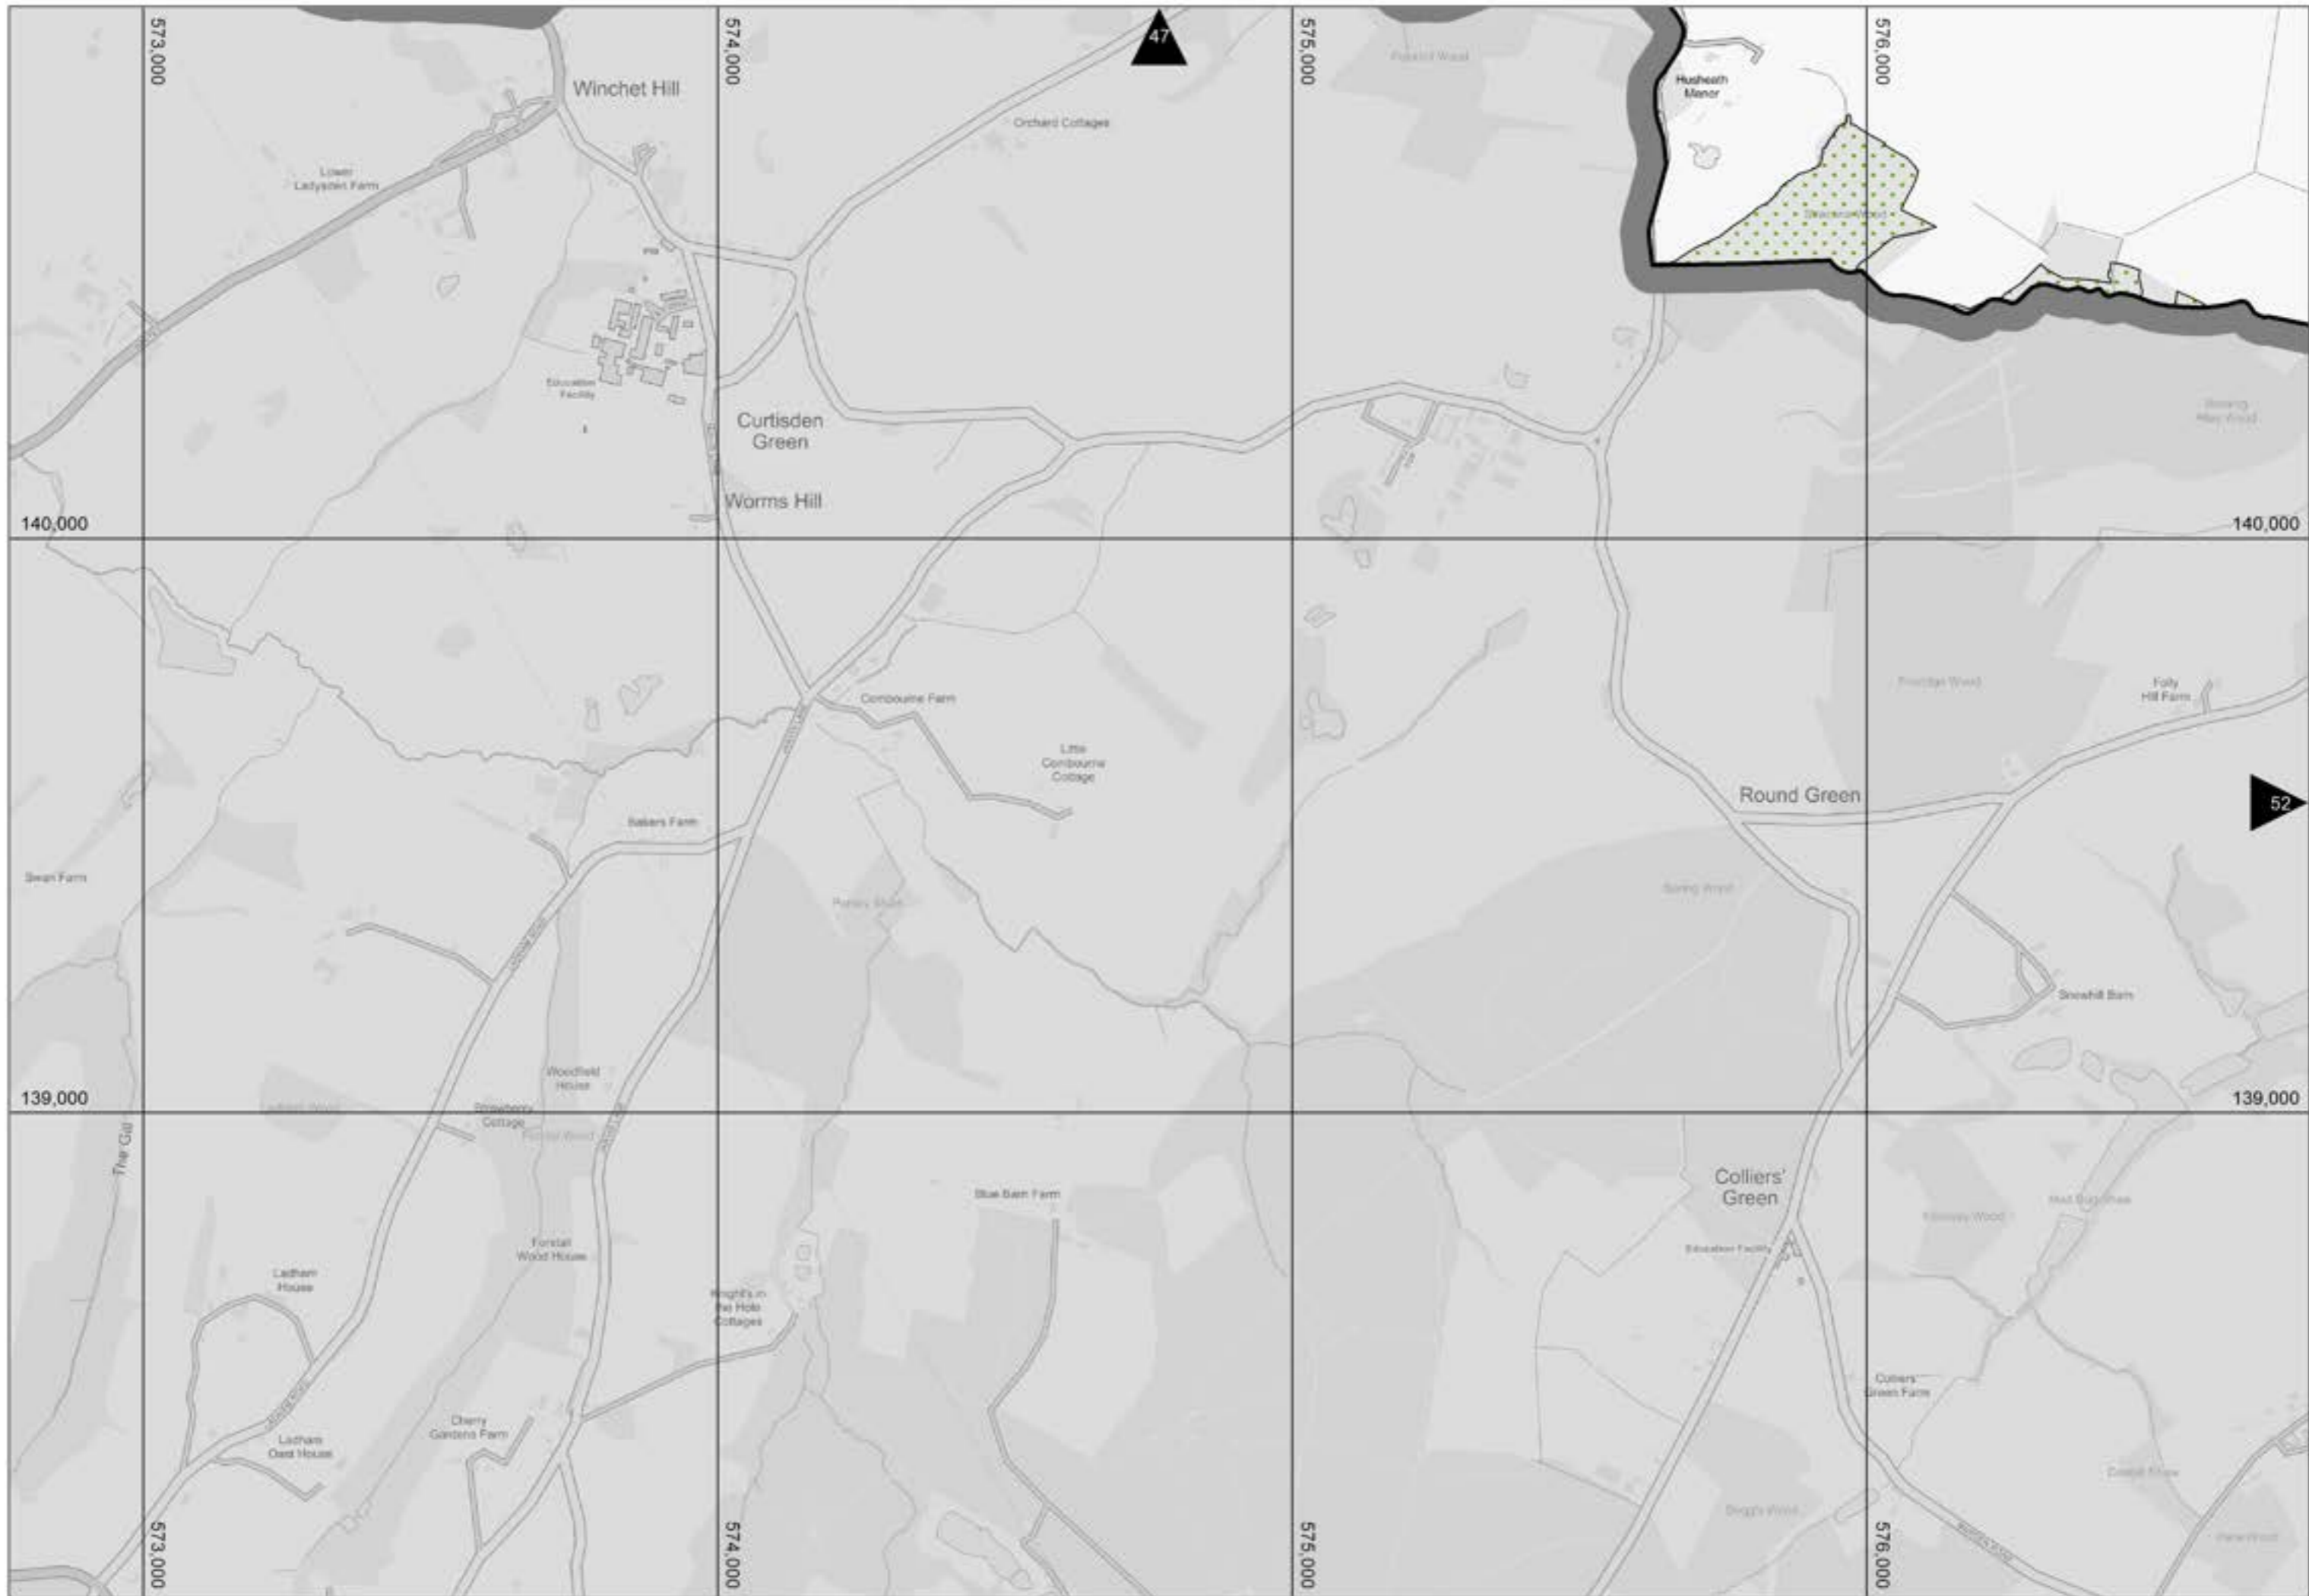 573,000
574,000
47
575,000
576,000
Winchet Hill
Husheath
Manor
Orchard Cottages
Lower
Ladysden Farm
Education
Facility
Curtisden
Green
Worms Hill
140,000
140,000
Combourne Farm
Folly
Hill Farm
Little
Combourne
Cottage
Round Green
52
Bakers Farm
Swan Farm
Spring Wood
Snowhill Barn
Woodfield
House
139,000
139,000
Strawberry
Cottage
The Gill
Colliers'
Green
Blue Barn Farm
Education Facility
Forstall
Wood House
Ladham
House
Knight's in
the Hole
Cottages
Colliers
Green Farm
Cherry
Gardens Farm
Ladham
Oast House
573,000
574,000
575,000
576,000